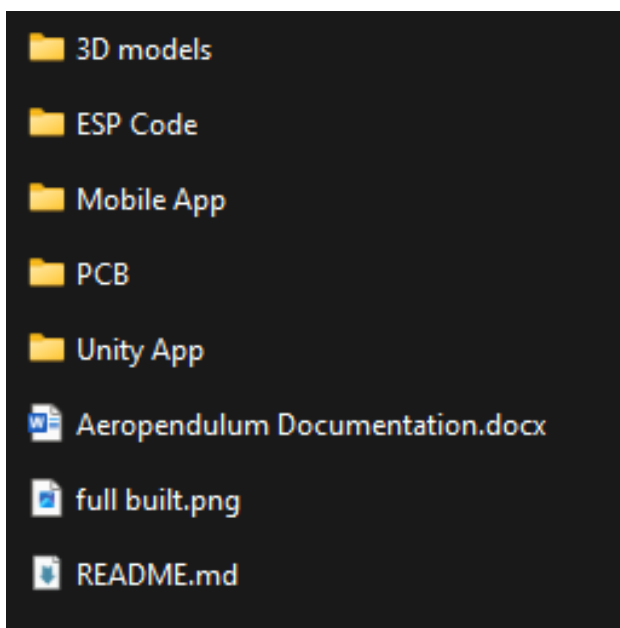 3D models
ESP Code
Mobile App
PCB
Unity App
Aeropendulum Documentation.docx
full built.png
README.md